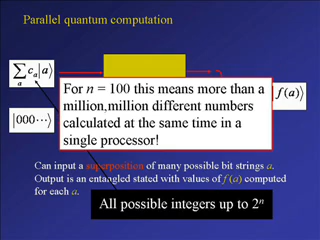 Parallel quantum computation
∑ cₐ|a⟩
a
For n = 100 this means more than a
million,million different numbers
calculated at the same time in a
single processor!
|f(a)⟩
|000···⟩
Can input a superposition of many possible bit strings a.
Output is an entangled stated with values of f (a) computed
for each a.
All possible integers up to 2ⁿ